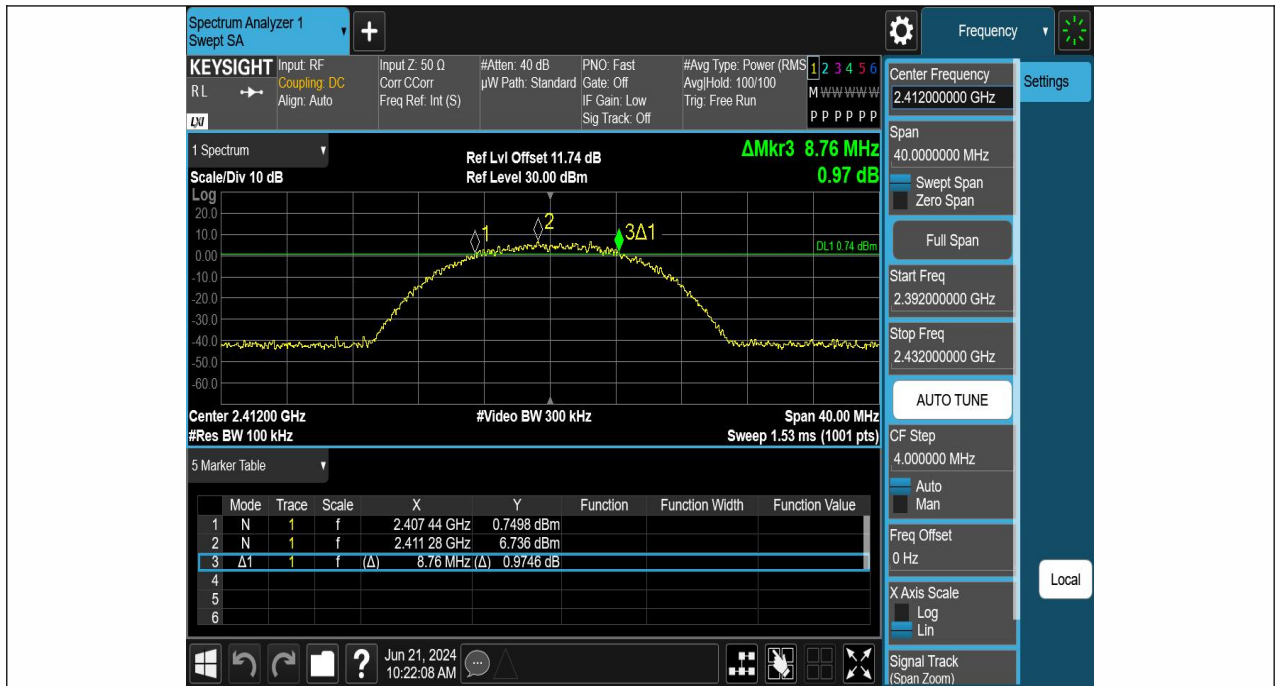 Spectrum Analyzer 1
Swept SA
+
Frequency
KEYSIGHT
RL
LXI
Input: RF
Coupling: DC
Align: Auto
Input Z: 50 Ω
Corr CCorr
Freq Ref: Int (S)
#Atten: 40 dB
µW Path: Standard
PNO: Fast
Gate: Off
IF Gain: Low
Sig Track: Off
#Avg Type: Power (RMS
Avg|Hold: 100/100
Trig: Free Run
1 2 3 4 5 6
M W W W W W
P P P P P P
1 Spectrum
Scale/Div 10 dB
Ref Lvl Offset 11.74 dB
Ref Level 30.00 dBm
ΔMkr3 8.76 MHz
0.97 dB
Log
20.0
10.0
0.00
-10.0
-20.0
-30.0
-40.0
-50.0
-60.0
1
2
3Δ1
DL1 0.74 dBm
Center 2.41200 GHz
#Video BW 300 kHz
Span 40.00 MHz
#Res BW 100 kHz
Sweep 1.53 ms (1001 pts)
5 Marker Table
Mode Trace Scale X Y Function Function Width Function Value
1 N 1 f 2.407 44 GHz 0.7498 dBm
2 N 1 f 2.411 28 GHz 6.736 dBm
3 Δ1 1 f (Δ) 8.76 MHz (Δ) 0.9746 dB
4
5
6
?
Jun 21, 2024
10:22:08 AM
Center Frequency
2.412000000 GHz
Settings
Span
40.0000000 MHz
Swept Span
Zero Span
Full Span
Start Freq
2.392000000 GHz
Stop Freq
2.432000000 GHz
AUTO TUNE
CF Step
4.000000 MHz
Auto
Man
Freq Offset
0 Hz
Local
X Axis Scale
Log
Lin
Signal Track
(Span Zoom)